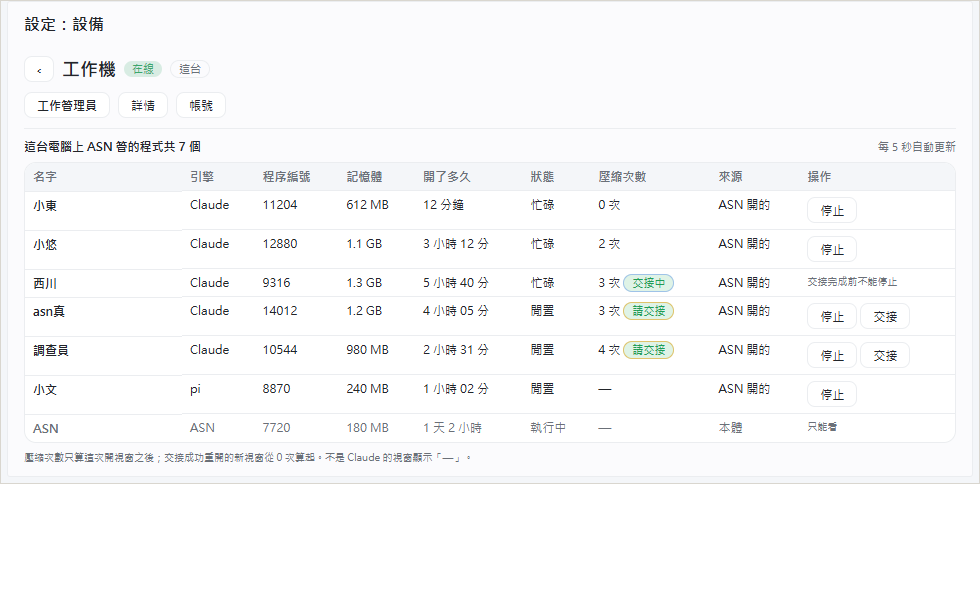 設定：設備
‹ 工作機 在線 這台
工作管理員 詳情 帳號
這台電腦上 ASN 管的程式共 7 個 每 5 秒自動更新
名字 引擎 程序編號 記憶體 開了多久 狀態 壓縮次數 來源 操作
小東 Claude 11204 612 MB 12 分鐘 忙碌 0 次 ASN 開的 停止
小悠 Claude 12880 1.1 GB 3 小時 12 分 忙碌 2 次 ASN 開的 停止
西川 Claude 9316 1.3 GB 5 小時 40 分 忙碌 3 次 交接中 ASN 開的 交接完成前不能停止
asn真 Claude 14012 1.2 GB 4 小時 05 分 閒置 3 次 請交接 ASN 開的 停止 交接
調查員 Claude 10544 980 MB 2 小時 31 分 閒置 4 次 請交接 ASN 開的 停止 交接
小文 pi 8870 240 MB 1 小時 02 分 閒置 — ASN 開的 停止
ASN ASN 7720 180 MB 1 天 2 小時 執行中 — 本體 只能看
壓縮次數只算這次開視窗之後；交接成功重開的新視窗從 0 次算起。不是 Claude 的視窗顯示「—」。